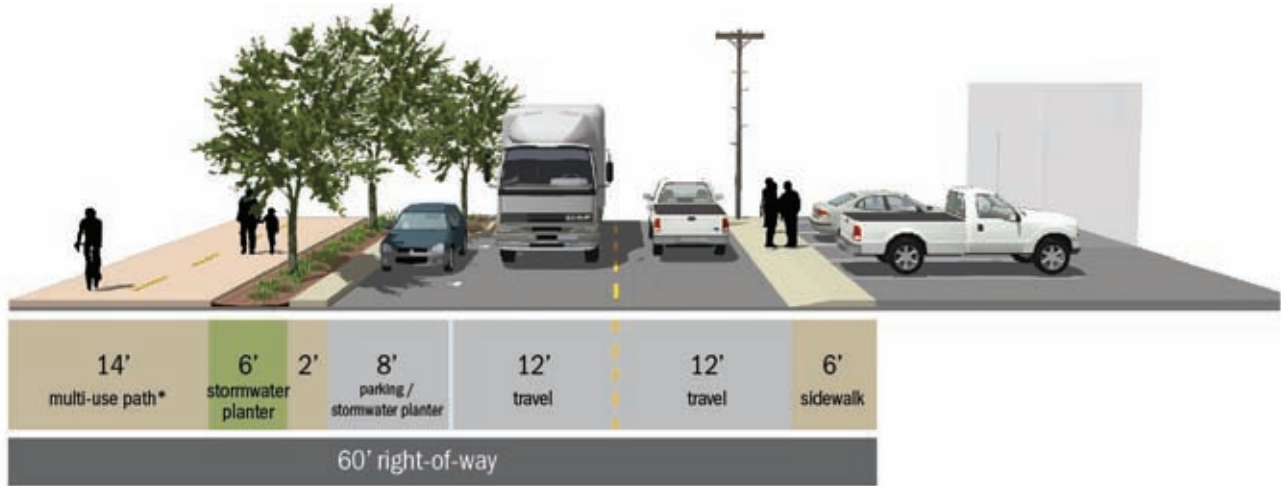 14’
multi-use path*
6’
stormwater
planter
2’
8’
parking /
stormwater planter
12’
travel
12’
travel
6’
sidewalk
60’ right-of-way